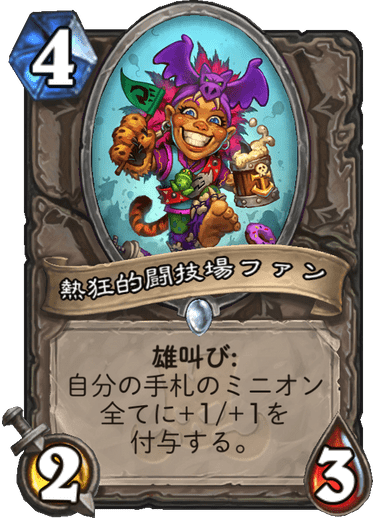 4
熱狂的闘技場ファン
雄叫び:
自分の手札のミニオン
全てに+1/+1を
付与する。
2
3